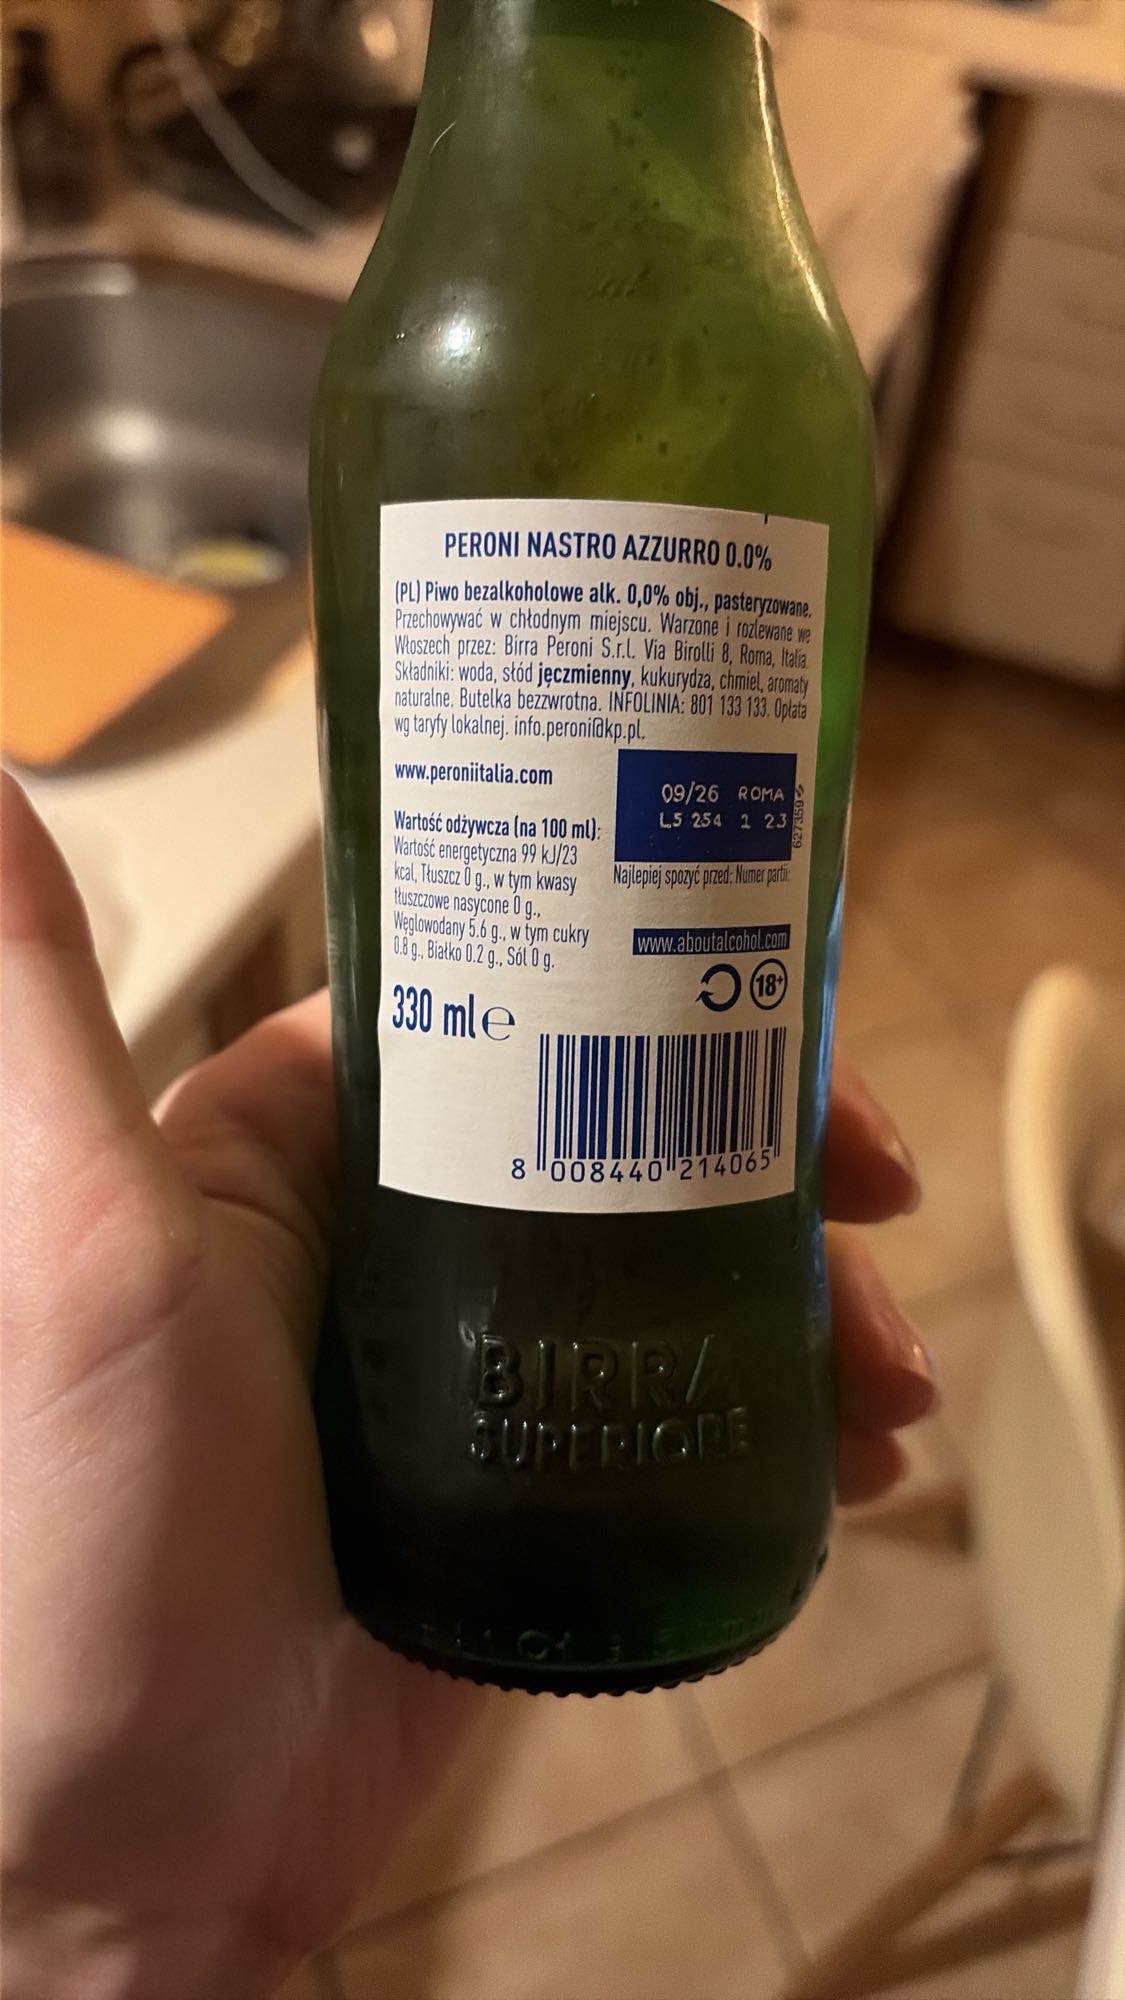 PERONI NASTRO AZZURRO 0.0%
(PL) Piwo bezalkoholowe alk. 0,0% obj., pasteryzowane.
Przechowywać w chłodnym miejscu. Warzone i rozlewane we
Włoszech przez: Birra Peroni S.r.l. Via Birolli 8, Roma, Italia.
Składniki: woda, słód jęczmienny, kukurydza, chmiel, aromaty
naturalne. Butelka bezzwrotna. INFOLINIA: 801 133 133. Opłata
wg taryfy lokalnej. info.peroni@kp.pl.
www.peroniitalia.com
09/26 ROMA
L5 254 1 23
627359
Najlepiej spożyć przed: Numer partii:
Wartość odżywcza (na 100 ml):
Wartość energetyczna 99 kJ/23
kcal, Tłuszcz 0 g., w tym kwasy
tłuszczowe nasycone 0 g.,
Węglowodany 5.6 g., w tym cukry
0.8 g., Białko 0.2 g., Sól 0 g.
www.aboutalcohol.com
18+
330 ml e
8 008440 214065
BIRRA
SUPERIORE